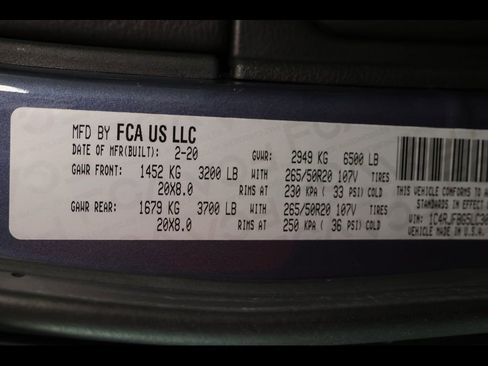 MFD BY FCA US LLC
DATE OF MFR(BUILT): 2-20 GVWR: 2949 KG 6500 LB
GAWR FRONT: 1452 KG 3200 LB WITH 265/50R20 107V TIRES
20X8.0 RIMS AT 230 KPA ( 33 PSI) COLD
GAWR REAR: 1679 KG 3700 LB WITH 265/50R20 107V TIRES
20X8.0 RIMS AT 250 KPA ( 36 PSI) COLD
THIS VEHICLE CONFORMS
STANDARDS IN EFFECT
VIN: 1C4RJFBG5LC30
VEHICLE MADE IN U.S.A.